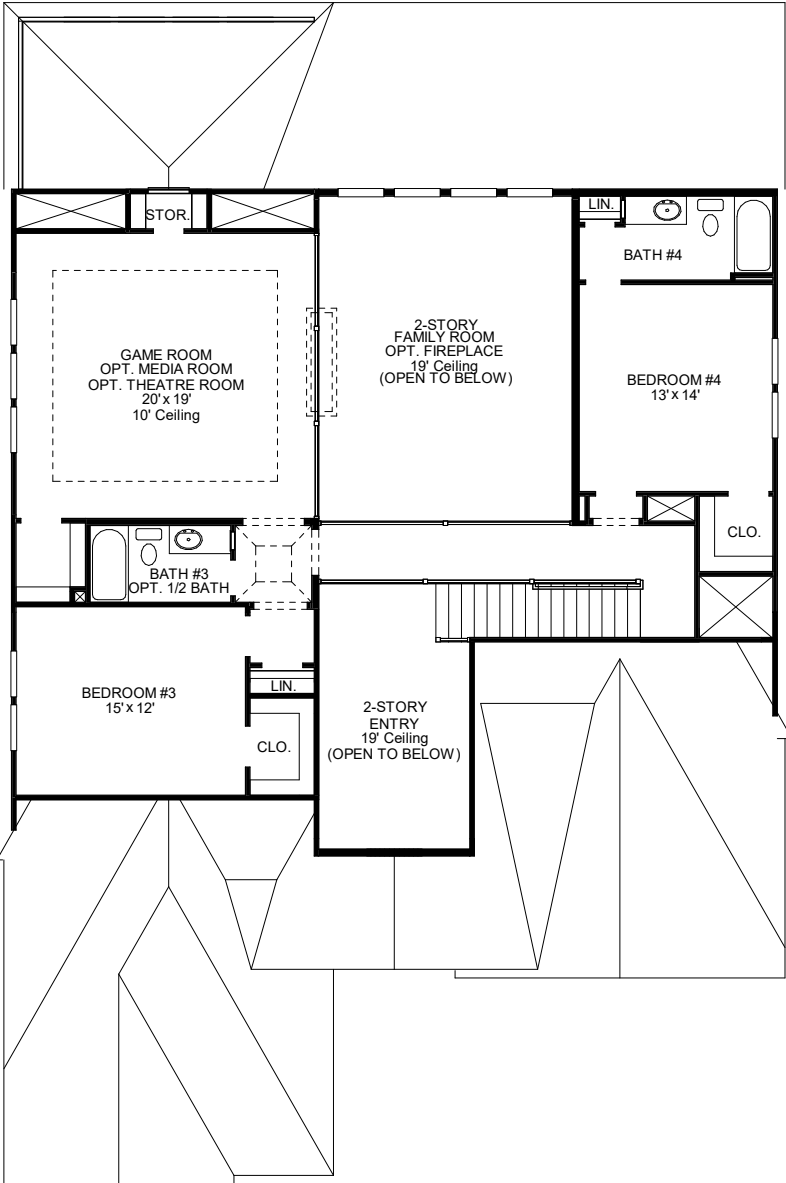 STOR.
LIN.
BATH #4
GAME ROOM
OPT. MEDIA ROOM
OPT. THEATRE ROOM
20' x 19'
10' Ceiling
2-STORY
FAMILY ROOM
OPT. FIREPLACE
19' Ceiling
(OPEN TO BELOW)
BEDROOM #4
13' x 14'
CLO.
BATH #3
OPT. 1/2 BATH
BEDROOM #3
15' x 12'
LIN.
CLO.
2-STORY
ENTRY
19' Ceiling
(OPEN TO BELOW)